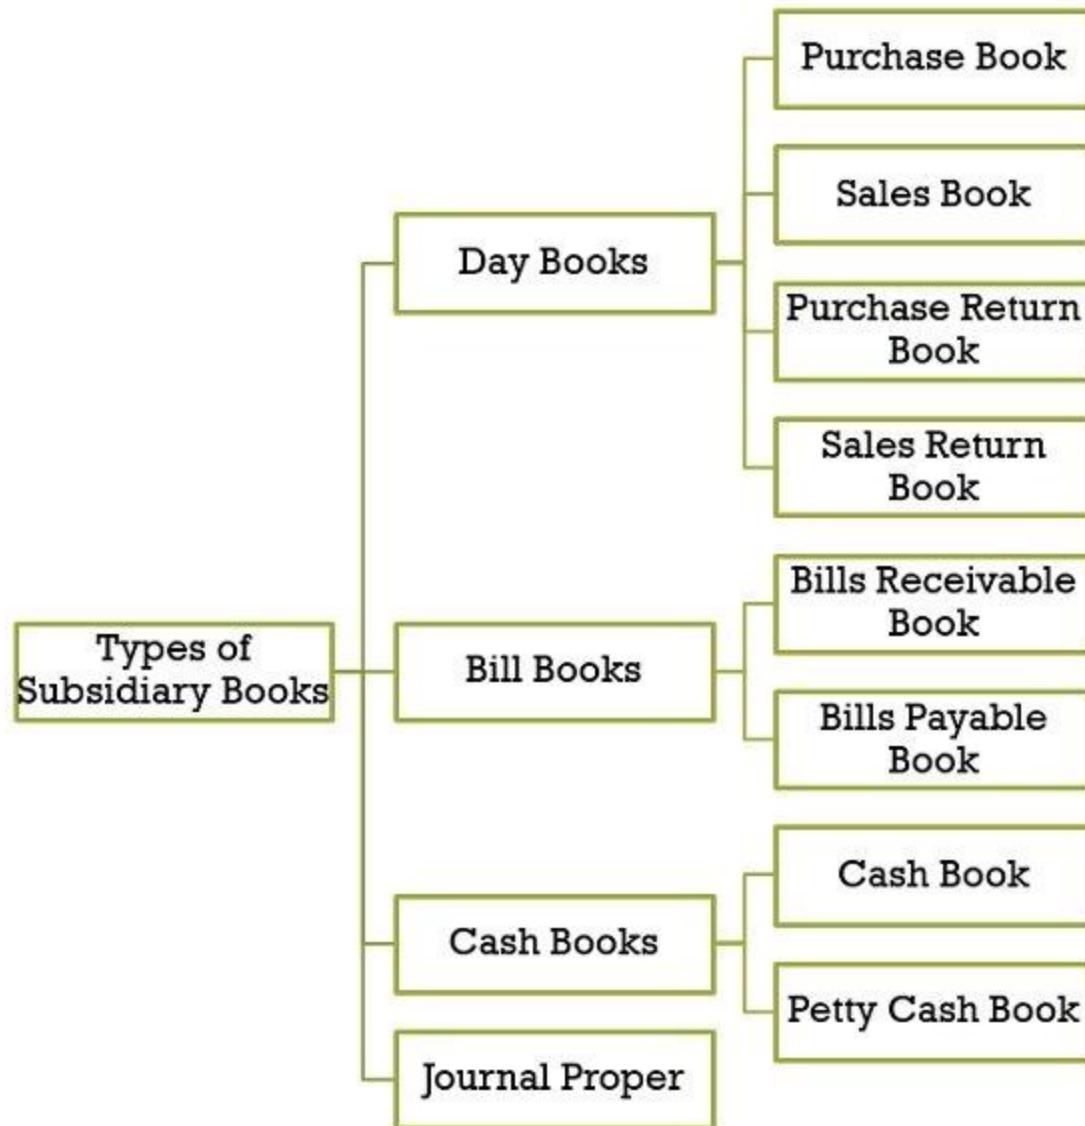 Types of
Subsidiary Books
Day Books
Purchase Book
Sales Book
Purchase Return
Book
Sales Return
Book
Bill Books
Bills Receivable
Book
Bills Payable
Book
Cash Books
Cash Book
Petty Cash Book
Journal Proper